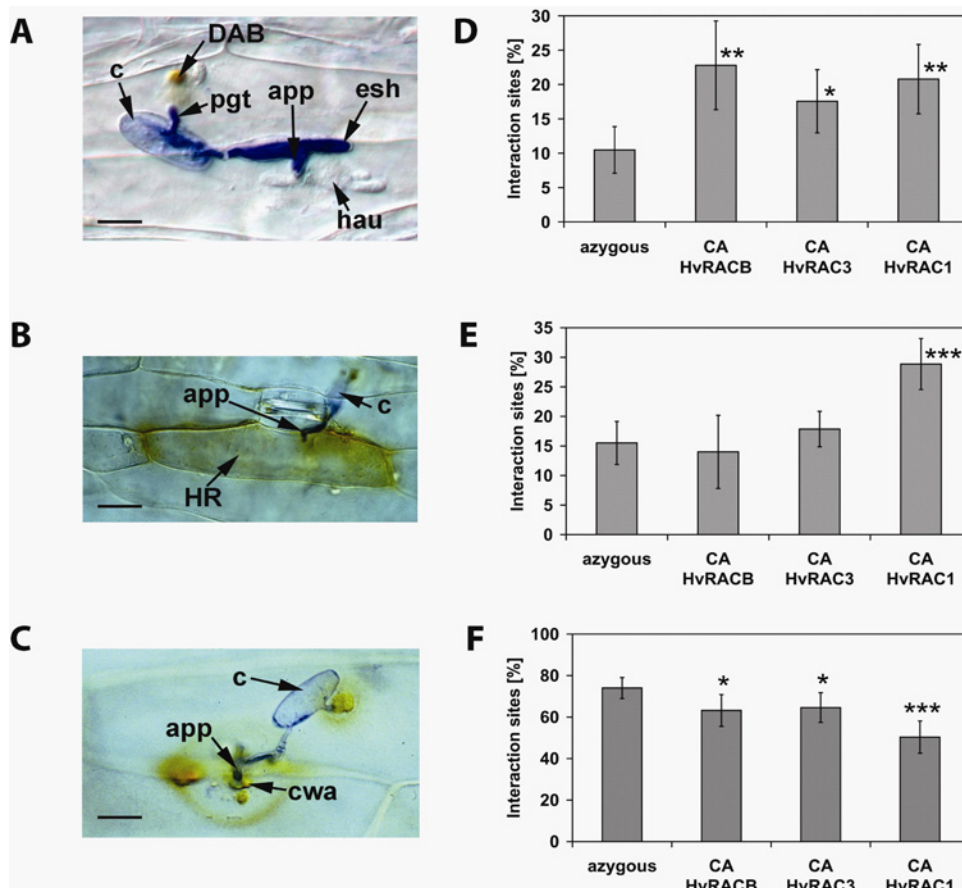 A
DAB
c
pgt
app
esh
hau
B
app
c
HR
C
c
app
cwa
D
Interaction sites [%]
30
25
20
15
10
5
0
**
*
**
azygous
CA
HvRACB
CA
HvRAC3
CA
HvRAC1
E
Interaction sites [%]
35
30
25
20
15
10
5
0
***
azygous
CA
HvRACB
CA
HvRAC3
CA
HvRAC1
F
Interaction sites [%]
100
80
60
40
20
0
*
*
***
azygous
CA
HvRACB
CA
HvRAC3
CA
HvRAC1